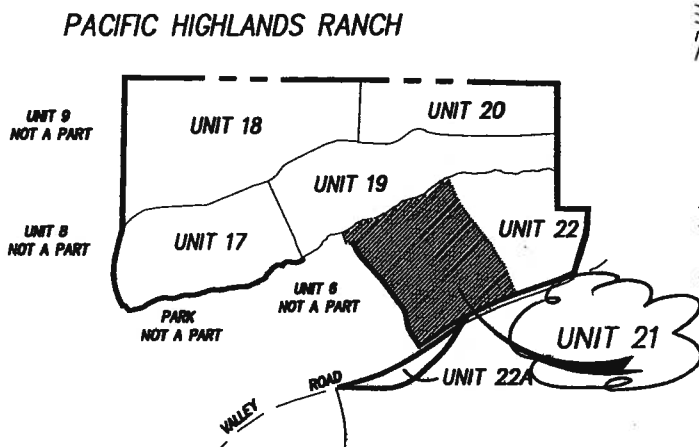 PACIFIC HIGHLANDS RANCH
UNIT 9
NOT A PART
UNIT 18
UNIT 20
UNIT 19
UNIT 8
NOT A PART
UNIT 17
UNIT 22
UNIT 6
NOT A PART
PARK
NOT A PART
UNIT 21
UNIT 22A
VALLEY ROAD